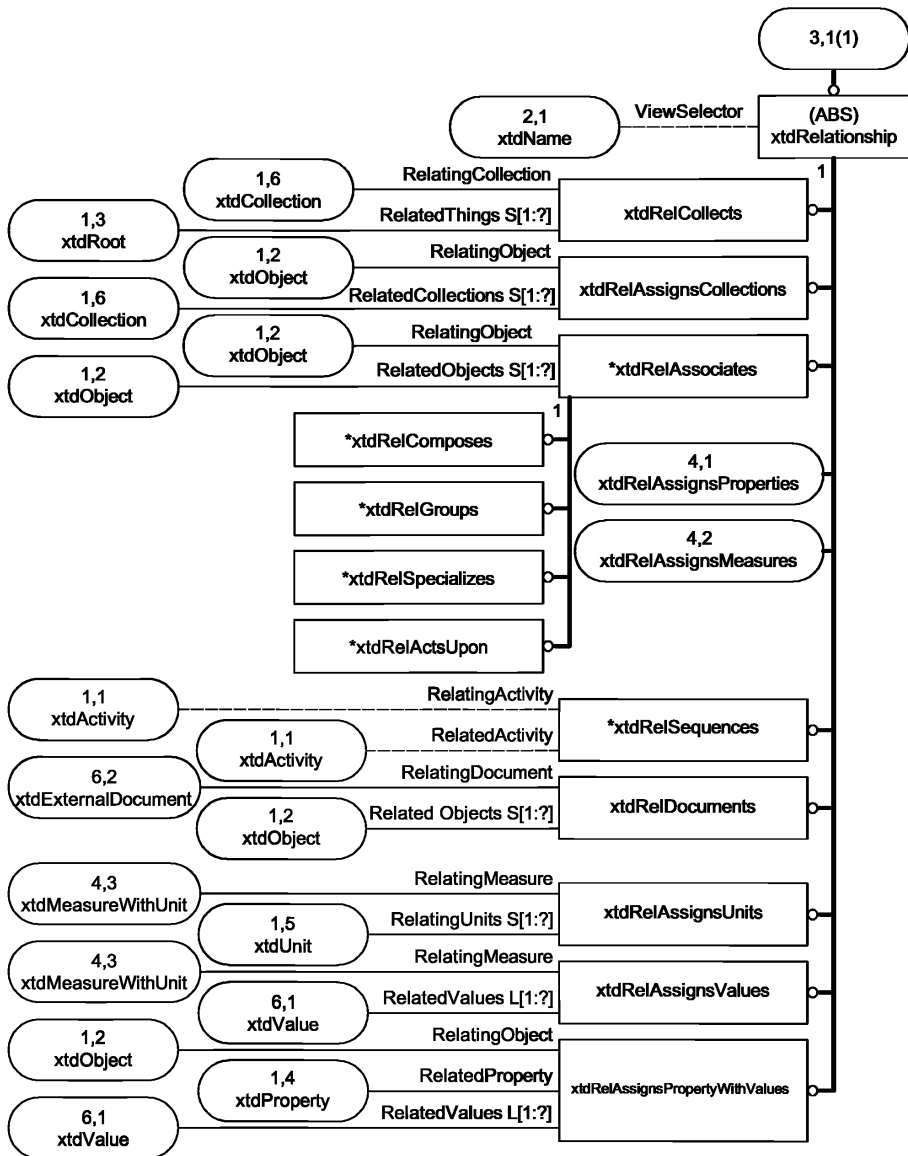 3,1(1)
2,1
xtdName
ViewSelector
(ABS)
xtdRelationship
1
1,6
xtdCollection
RelatingCollection
xtdRelCollects
1,3
xtdRoot
RelatedThings S[1:?]
1,2
xtdObject
RelatingObject
xtdRelAssignsCollections
1,6
xtdCollection
RelatedCollections S[1:?]
1,2
xtdObject
RelatingObject
*xtdRelAssociates
1,2
xtdObject
RelatedObjects S[1:?]
1
*xtdRelComposes
4,1
xtdRelAssignsProperties
*xtdRelGroups
4,2
xtdRelAssignsMeasures
*xtdRelSpecializes
*xtdRelActsUpon
1,1
xtdActivity
RelatingActivity
*xtdRelSequences
1,1
xtdActivity
RelatedActivity
6,2
xtdExternalDocument
RelatingDocument
xtdRelDocuments
1,2
xtdObject
Related Objects S[1:?]
4,3
xtdMeasureWithUnit
RelatingMeasure
xtdRelAssignsUnits
1,5
xtdUnit
RelatingUnits S[1:?]
4,3
xtdMeasureWithUnit
RelatingMeasure
xtdRelAssignsValues
6,1
xtdValue
RelatedValues L[1:?]
1,2
xtdObject
RelatingObject
xtdRelAssignsPropertyWithValues
1,4
xtdProperty
RelatedProperty
6,1
xtdValue
RelatedValues L[1:?]